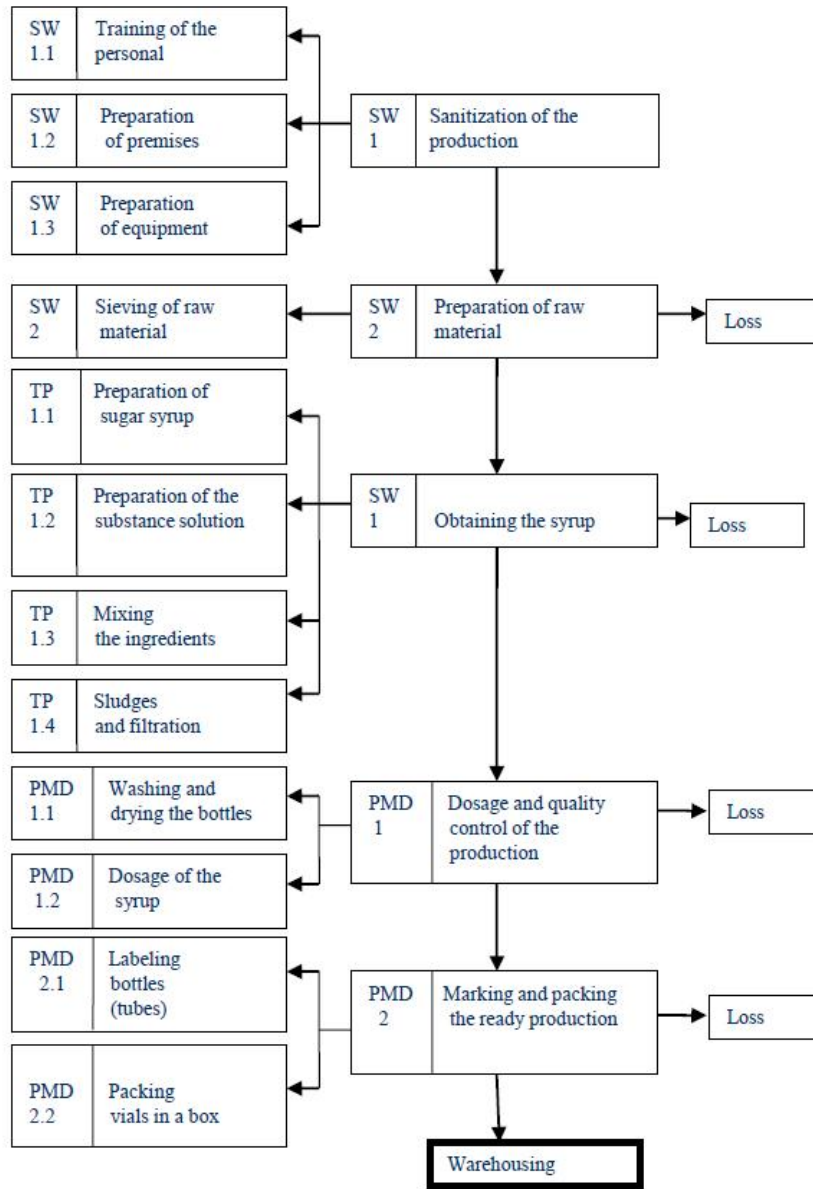 SW
1.1
Training of the
personal
SW
1.2
Preparation
of premises
SW
1
Sanitization of the
production
SW
1.3
Preparation
of equipment
SW
2
Sieving of raw
material
SW
2
Preparation of raw
material
Loss
TP
1.1
Preparation of
sugar syrup
TP
1.2
Preparation of the
substance solution
SW
1
Obtaining the syrup
Loss
TP
1.3
Mixing
the ingredients
TP
1.4
Sludges
and filtration
PMD
1.1
Washing and
drying the bottles
PMD
1
Dosage and quality
control of the
production
Loss
PMD
1.2
Dosage of the
syrup
PMD
2.1
Labeling
bottles
(tubes)
PMD
2
Marking and packing
the ready production
Loss
PMD
2.2
Packing
vials in a box
Warehousing